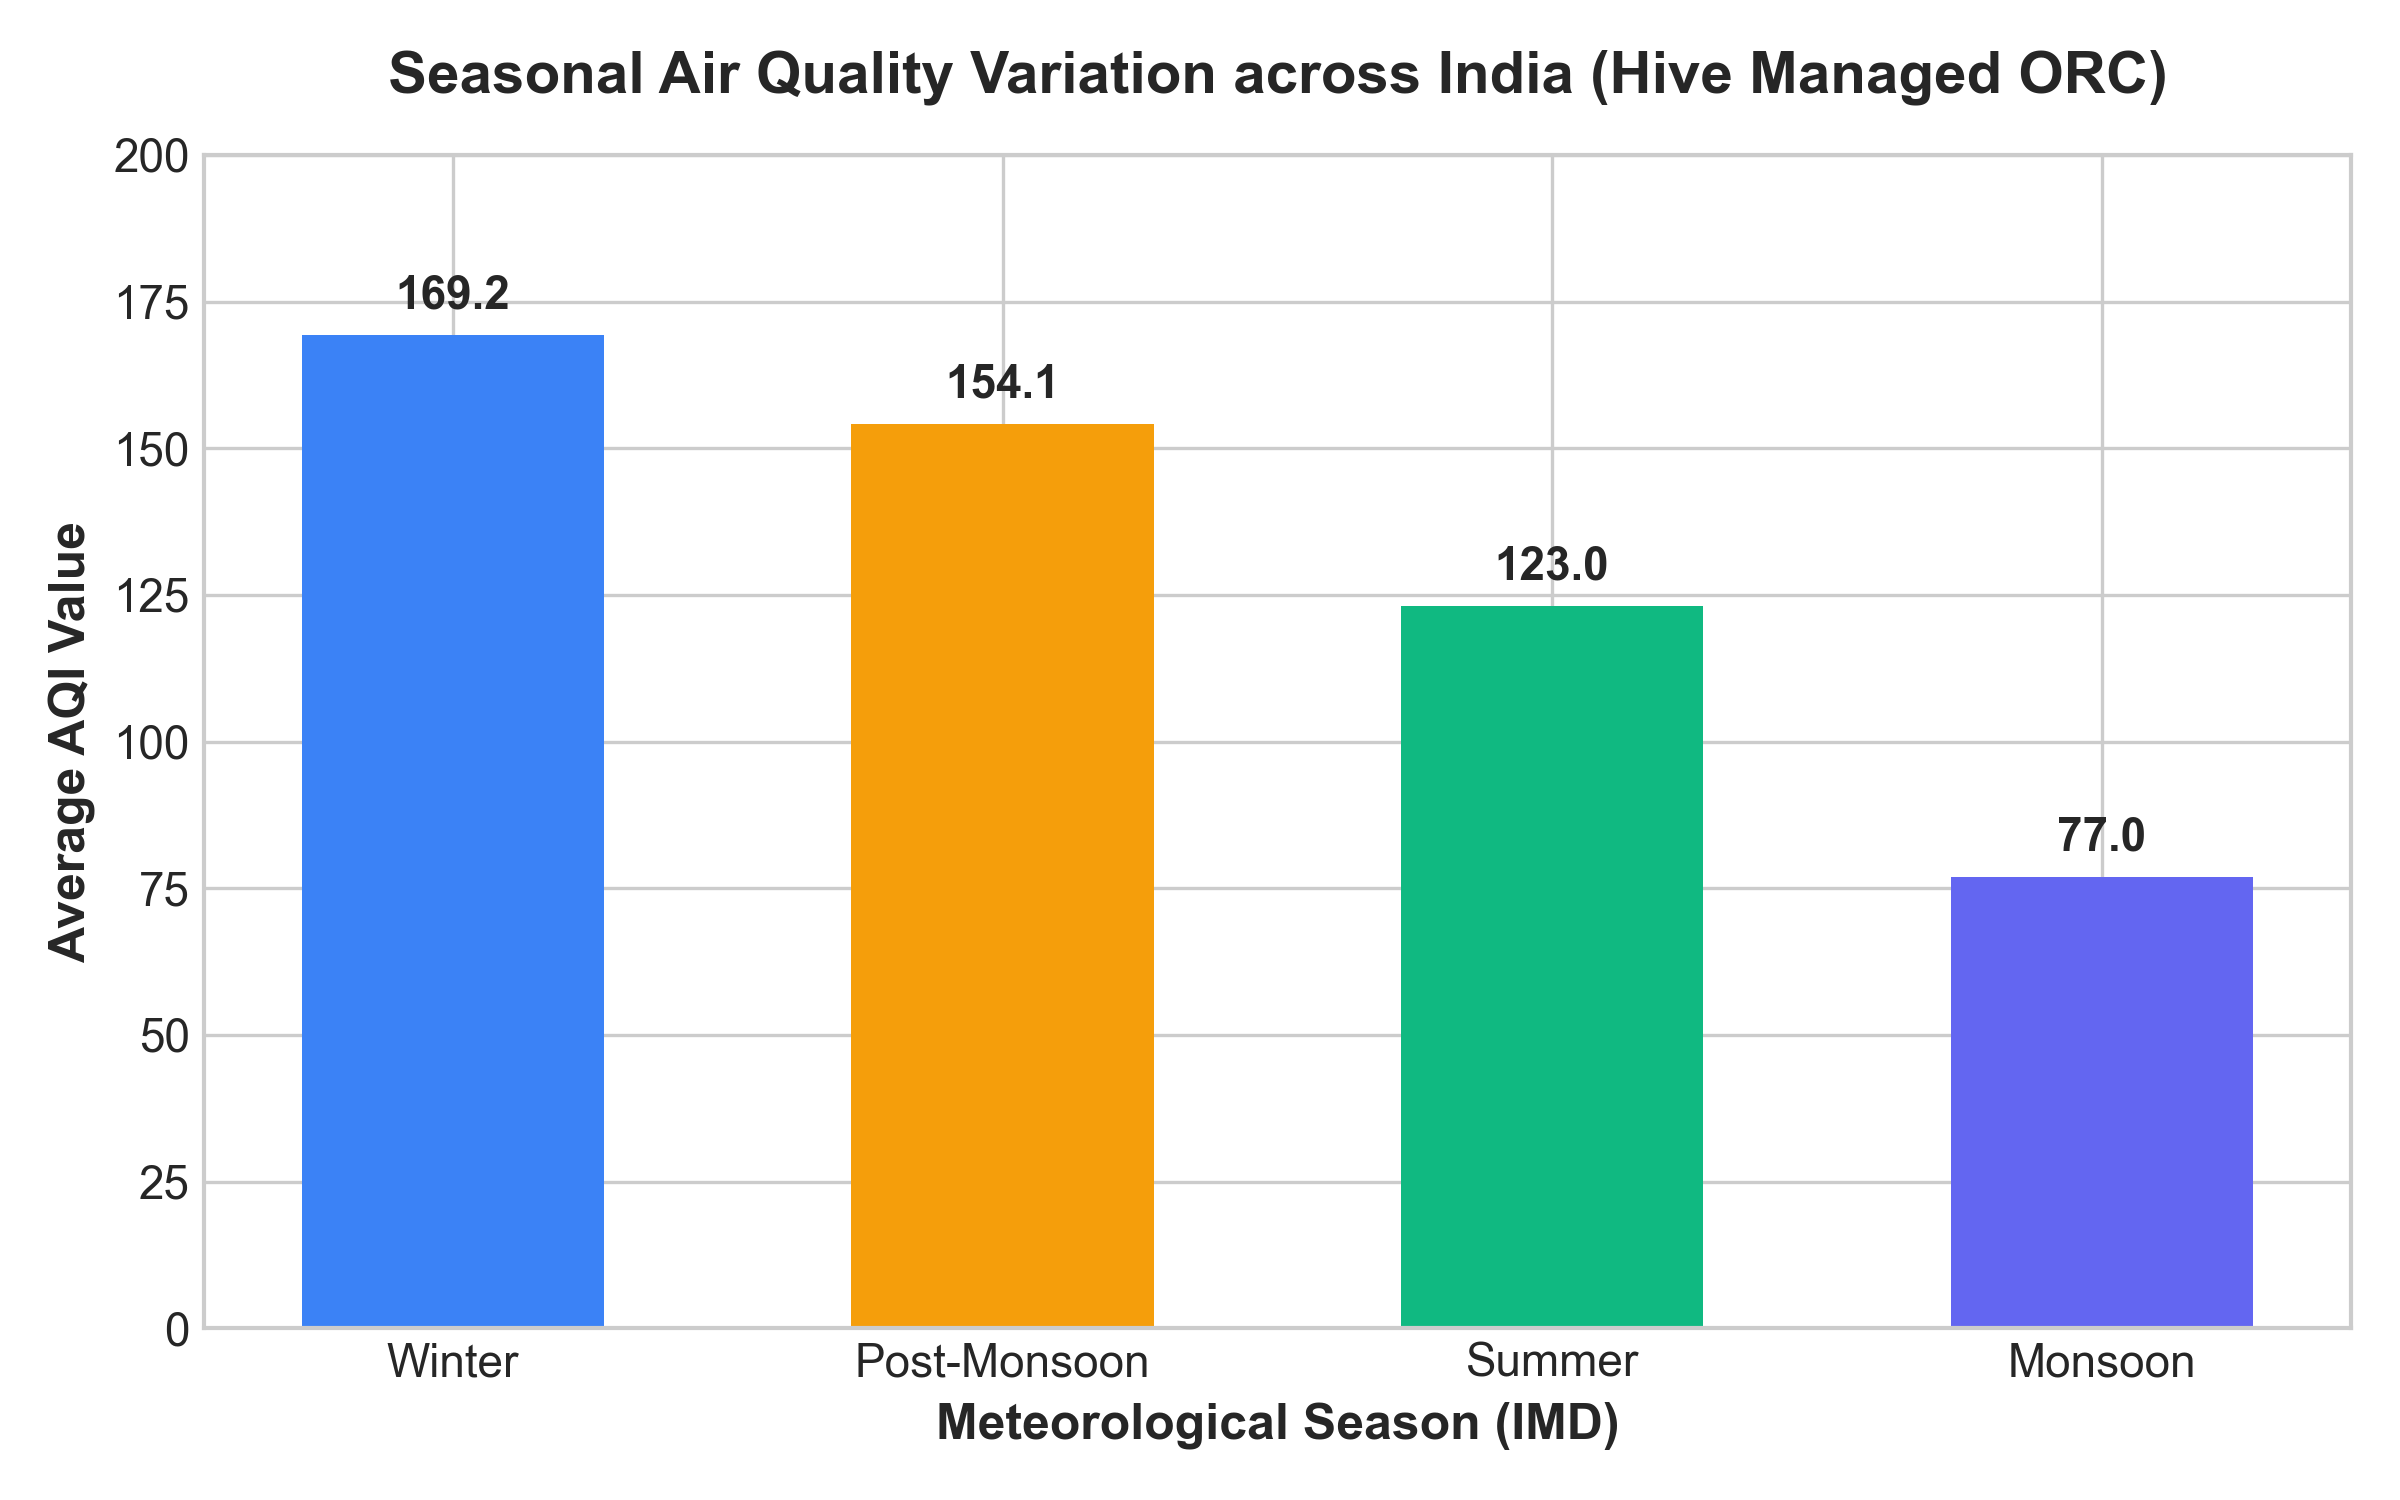 Seasonal Air Quality Variation across India (Hive Managed ORC)
200
175
150
125
100
75
50
25
0
Average AQI Value
169.2
154.1
123.0
77.0
Winter
Post-Monsoon
Summer
Monsoon
Meteorological Season (IMD)